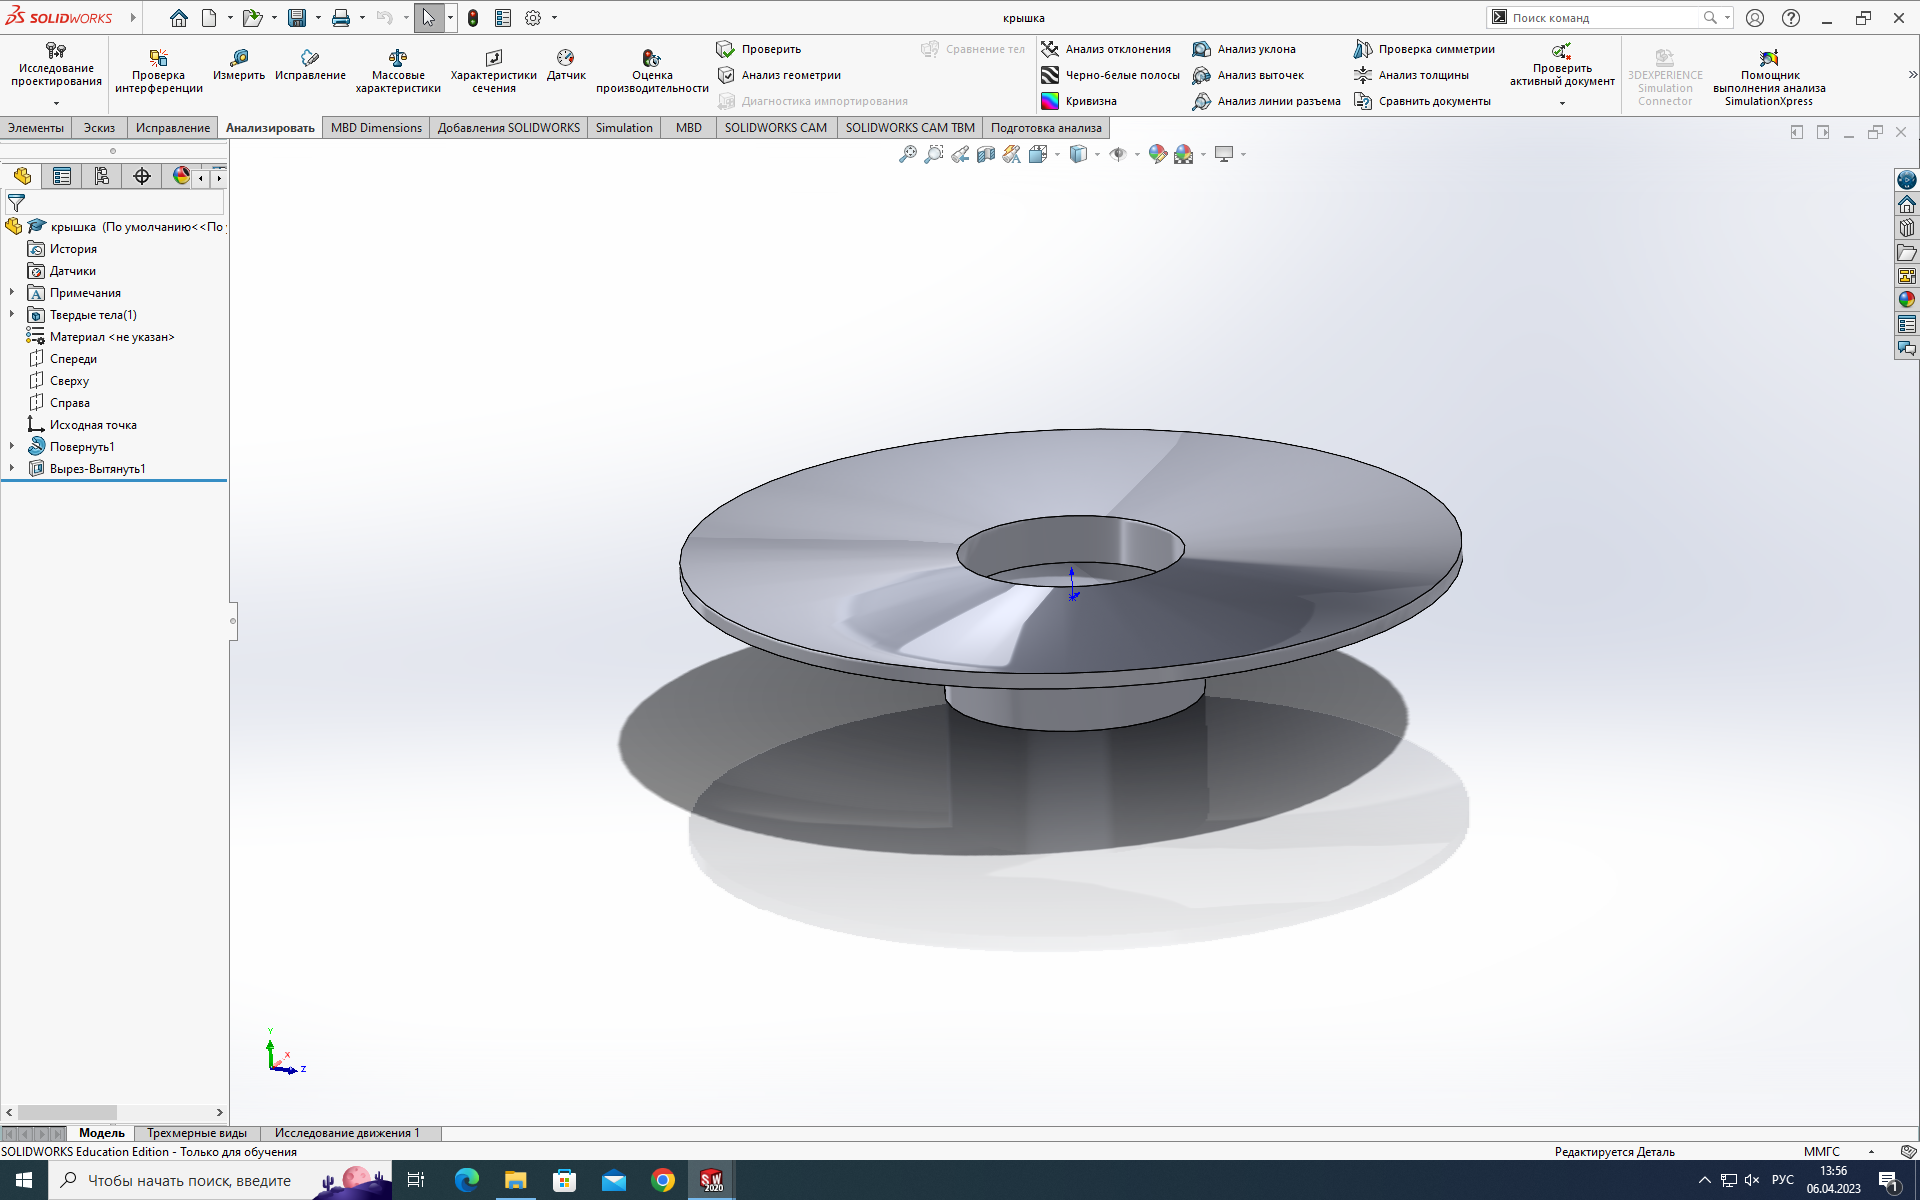 SOLIDWORKS
крышка
Поиск команд
Исследование проектирования
Проверка интерференции
Измерить
Исправление
Массовые характеристики
Характеристики сечения
Датчик
Оценка производительности
Проверить
Анализ геометрии
Диагностика импортирования
Сравнение тел
Анализ отклонения
Черно-белые полосы
Кривизна
Анализ уклона
Анализ выточек
Анализ линии разъема
Проверка симметрии
Анализ толщины
Сравнить документы
Проверить активный документ
3DEXPERIENCE Simulation Connector
Помощник выполнения анализа SimulationXpress
Элементы
Эскиз
Исправление
Анализировать
MBD Dimensions
Добавления SOLIDWORKS
Simulation
MBD
SOLIDWORKS CAM
SOLIDWORKS CAM TBM
Подготовка анализа
крышка (По умолчанию<<По
История
Датчики
Примечания
Твердые тела(1)
Материал <не указан>
Спереди
Сверху
Справа
Исходная точка
Повернуть1
Вырез-Вытянуть1
Y
X
Z
Модель
Трехмерные виды
Исследование движения 1
SOLIDWORKS Education Edition - Только для обучения
Редактируется Деталь
ММГС
Чтобы начать поиск, введите
SW 2020
РУС
13:56
06.04.2023
1